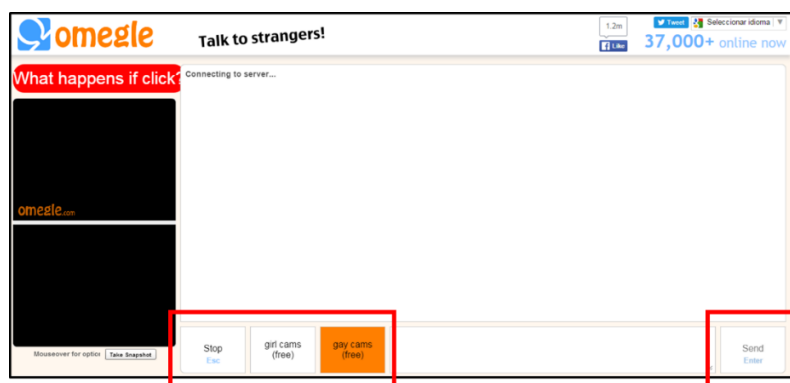 omegle
Talk to strangers!
1.2m
Like
Tweet
Seleccionar idioma
37,000+ online now
What happens if click?
Connecting to server...
omegle.com
Mouseover for option
Take Snapshot
Stop
Esc
girl cams
(free)
gay cams
(free)
Send
Enter